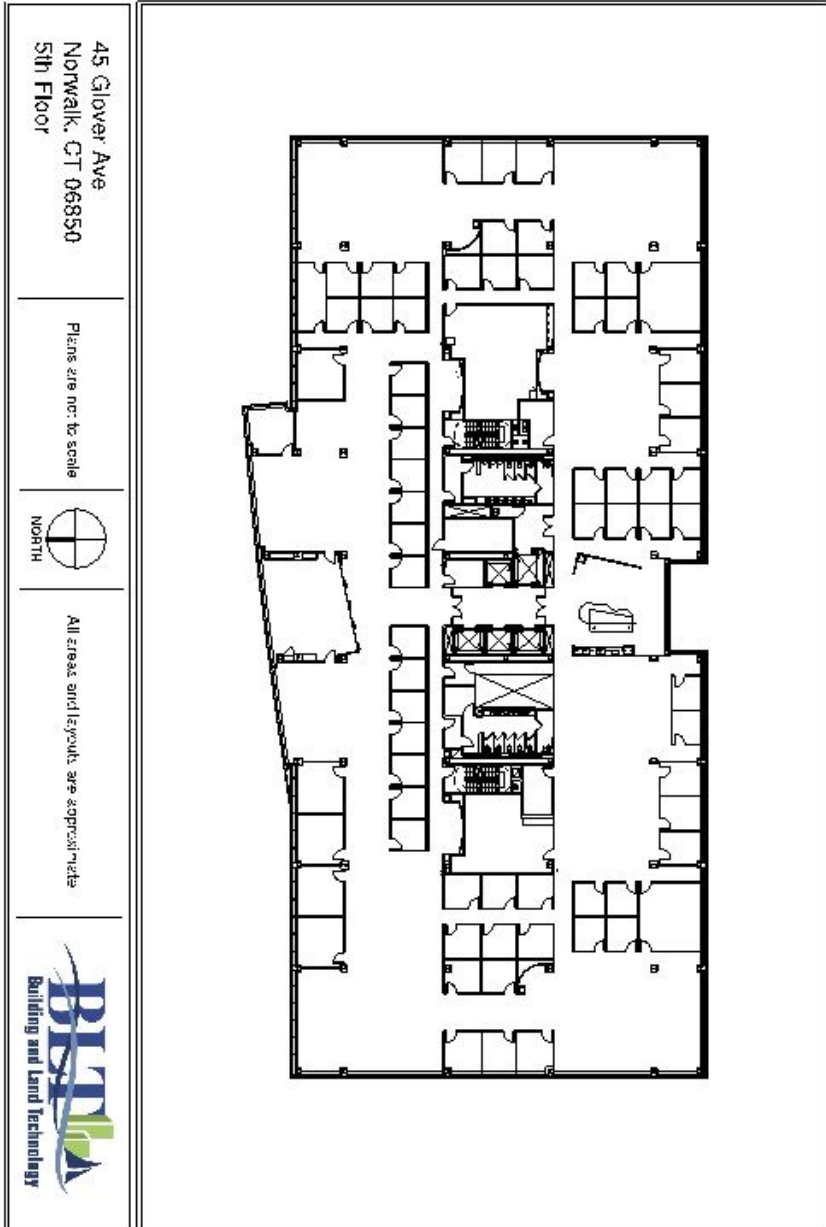 45 Glover Ave
Norwalk, CT 06850
5th Floor
Plans are not to scale
NORTH
All areas and layouts are approximate
BLT
Building and Land Technology